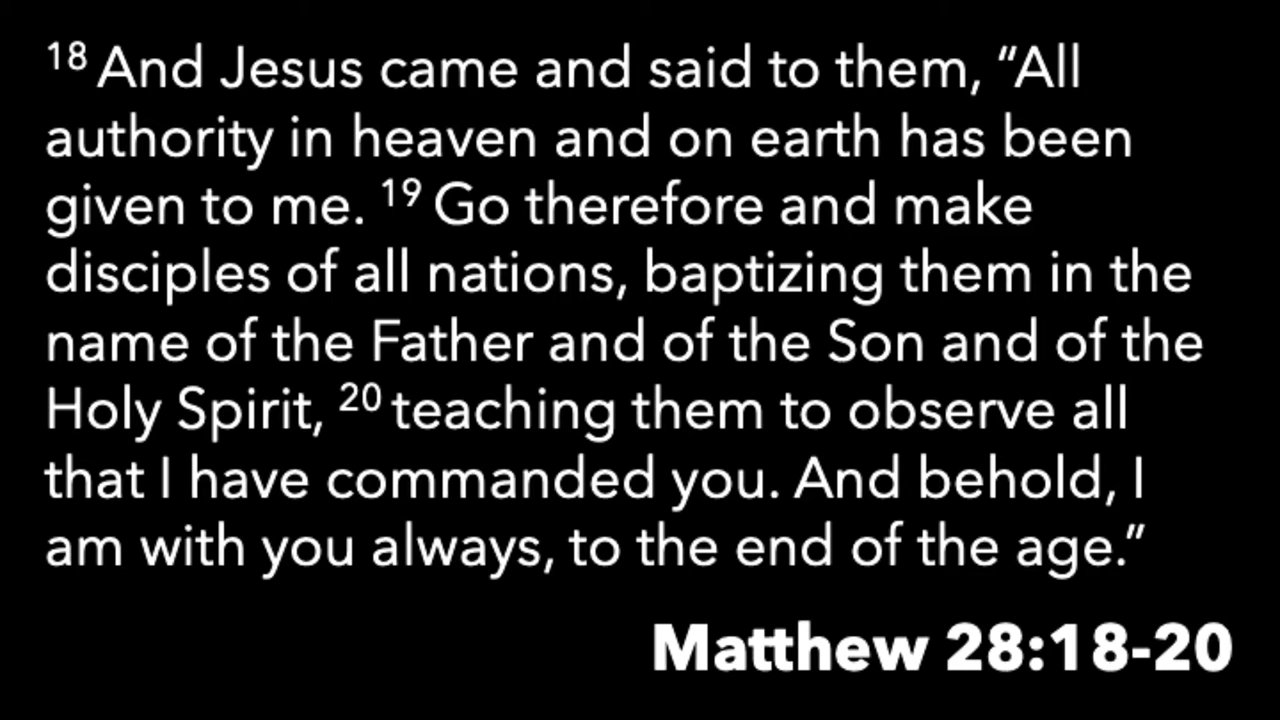 18 And Jesus came and said to them, “All
authority in heaven and on earth has been
given to me. 19 Go therefore and make
disciples of all nations, baptizing them in the
name of the Father and of the Son and of the
Holy Spirit, 20 teaching them to observe all
that I have commanded you. And behold, I
am with you always, to the end of the age.”
Matthew 28:18-20